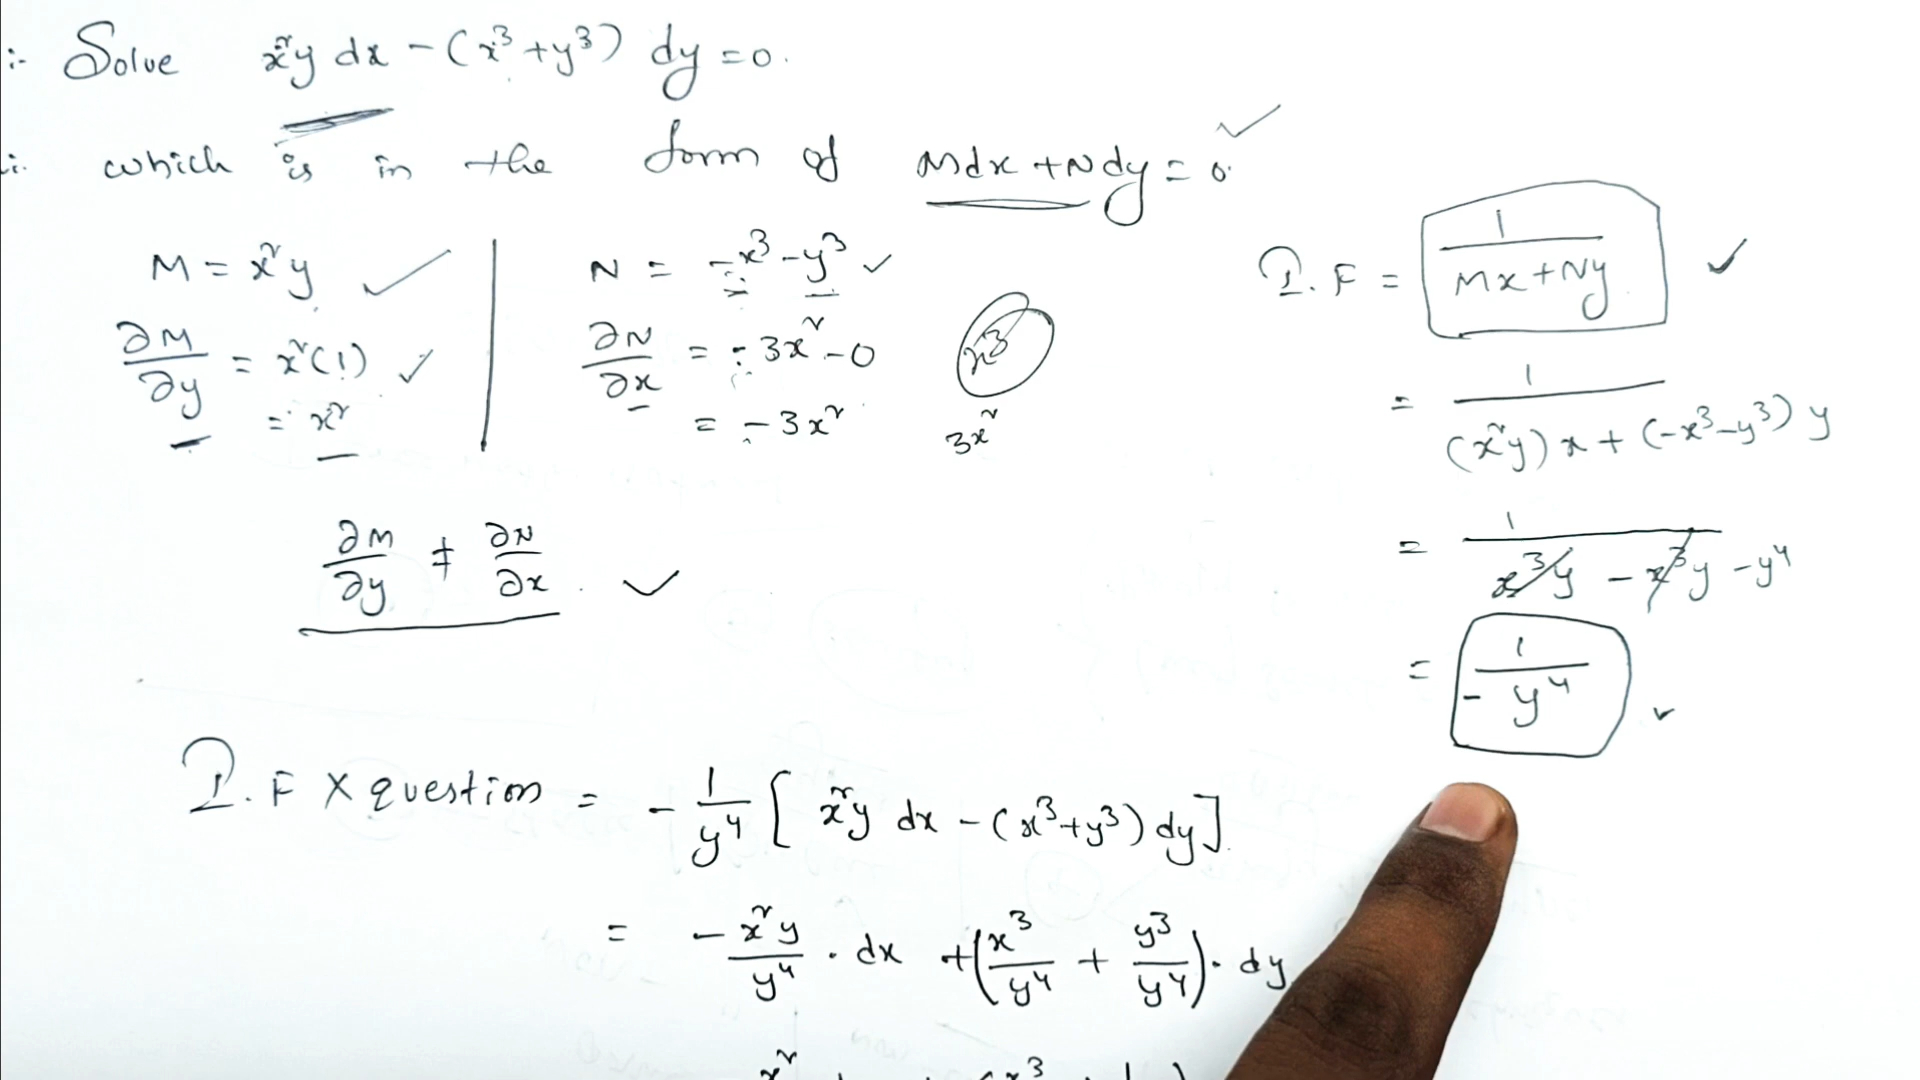 :- Solve x²y dx - (x³+y³) dy = 0.
:. which is in the form of Mdx + Ndy = 0.
M = x²y
∂M/∂y = x²(1)
= x²
N = -x³ - y³
∂N/∂x = -3x² - 0
= -3x²
x³
3x²
∂M/∂y ≠ ∂N/∂x.
I.F = 1/(Mx + Ny)
= 1/((x²y)x + (-x³-y³)y)
= 1/(x³y - x³y - y⁴)
= 1/-y⁴
I.F X question = -1/y⁴ [x²y dx - (x³+y³) dy].
= -x²y/y⁴ . dx + (x³/y⁴ + y³/y⁴) . dy